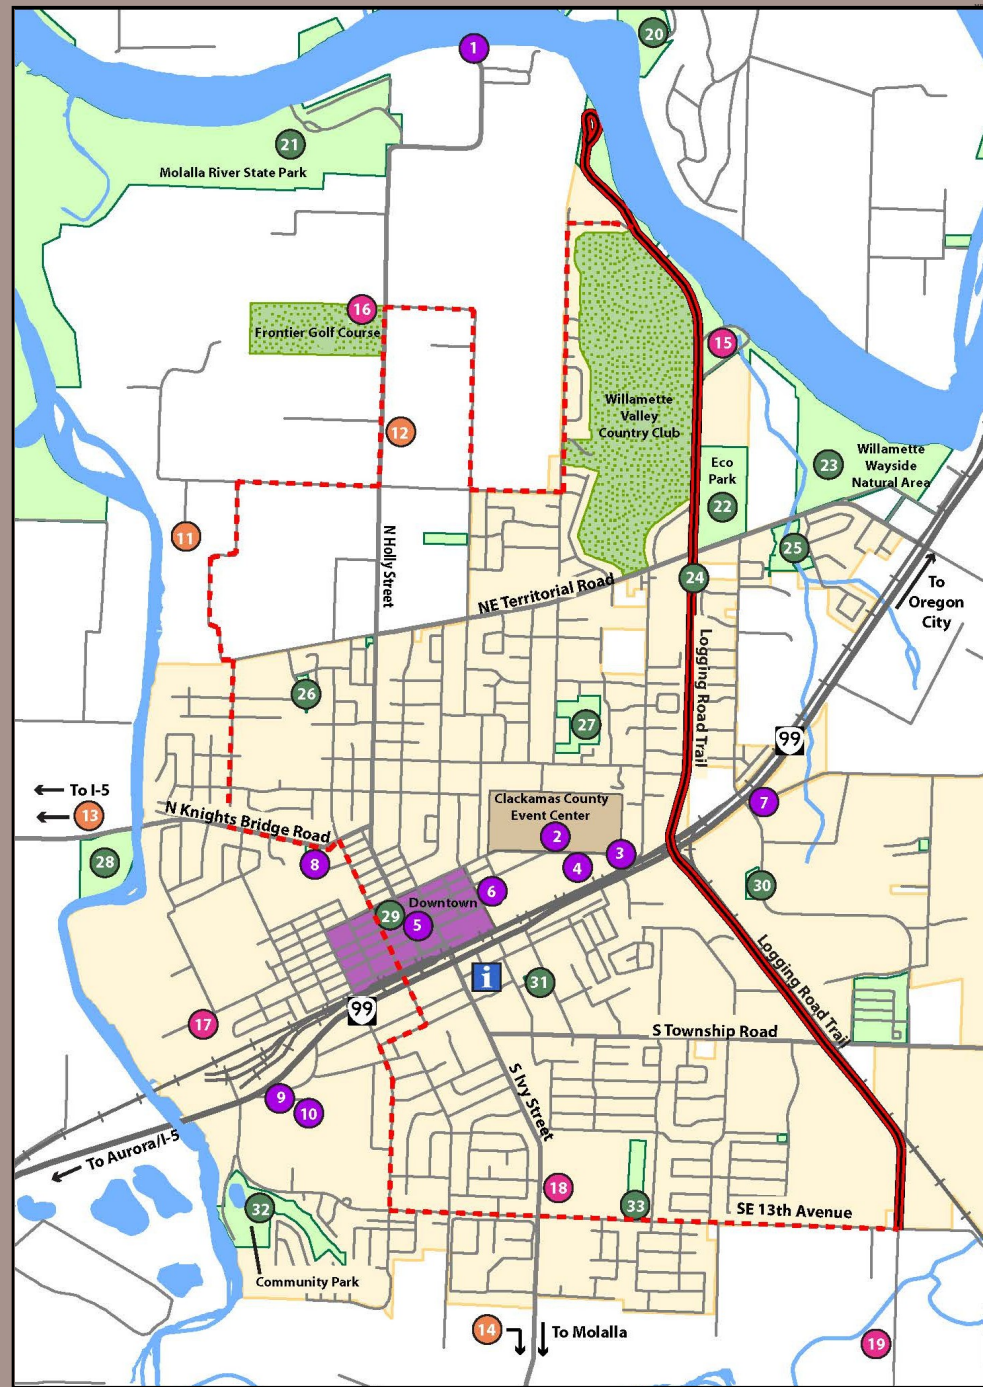 1
20
21
Molalla River State Park
16
Frontier Golf Course
15
12
Willamette
Valley
Country Club
Eco
Park
22
23
Willamette
Wayside
Natural Area
11
N Holly Street
25
24
NE Territorial Road
To
Oregon
City
Logging Road Trail
26
27
99
To I-5
13
N Knights Bridge Road
Clackamas County
Event Center
2
7
3
4
8
28
6
30
Downtown
29
5
Logging Road Trail
i
31
99
17
S Township Road
S Ivy Street
9
10
To Aurora/I-5
18
33
SE 13th Avenue
32
Community Park
14
To Molalla
19